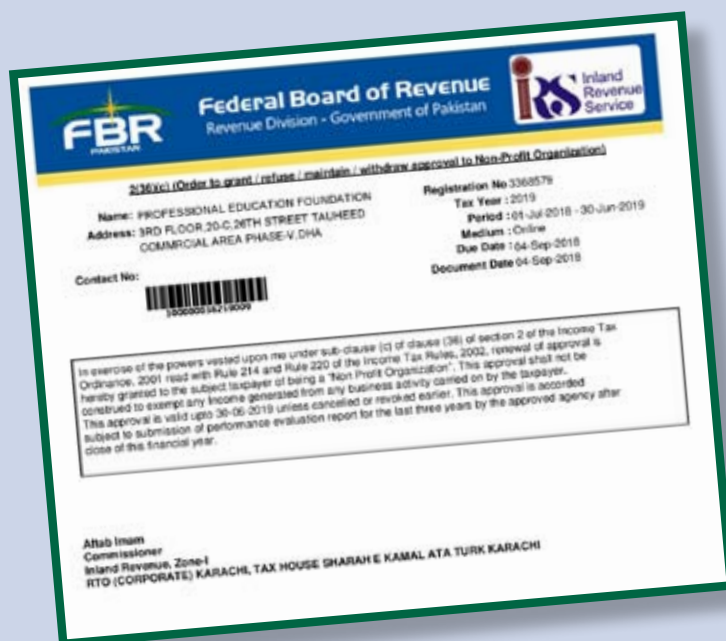 FBR
PAKISTAN
Federal Board of Revenue
Revenue Division - Government of Pakistan
IRS
Inland
Revenue
Service
2(36)(c) (Order to grant / refuse / maintain / withdraw approval to Non-Profit Organization)
Name: PROFESSIONAL EDUCATION FOUNDATION
Address: 3RD FLOOR,20-C,26TH STREET TAUHEED
COMMRCIAL AREA PHASE-V,DHA
Contact No:
Registration No 3368579
Tax Year : 2019
Period : 01-Jul-2018 - 30-Jun-2019
Medium : Online
Due Date : 04-Sep-2018
Document Date 04-Sep-2018
In exercise of the powers vested upon me under sub-clause (c) of clause (36) of section 2 of the Income Tax
Ordinance, 2001 read with Rule 214 and Rule 220 of the Income Tax Rules, 2002, renewal of approval is
hereby granted to the subject taxpayer of being a "Non Profit Organization". This approval shall not be
construed to exempt any Income generated from any business activity carried on by the taxpayer.
This approval is valid upto 30-06-2019 unless cancelled or revoked earlier. This approval is accorded
subject to submission of performance evaluation report for the last three years by the approved agency after
close of this financial year.
Aftab Imam
Commissioner
Inland Revenue, Zone-I
RTO (CORPORATE) KARACHI, TAX HOUSE SHARAH E KAMAL ATA TURK KARACHI